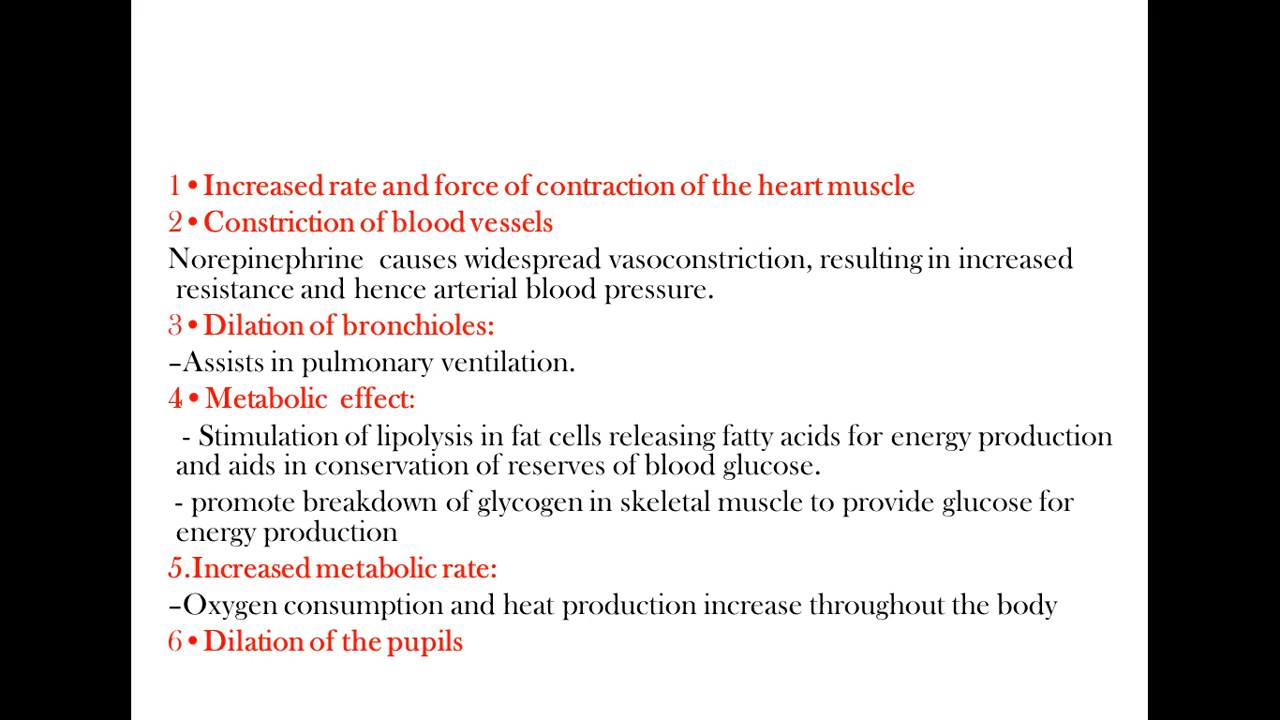 1 • Increased rate and force of contraction of the heart muscle
2 • Constriction of blood vessels
Norepinephrine causes widespread vasoconstriction, resulting in increased
resistance and hence arterial blood pressure.
3 • Dilation of bronchioles:
–Assists in pulmonary ventilation.
4 • Metabolic effect:
- Stimulation of lipolysis in fat cells releasing fatty acids for energy production
and aids in conservation of reserves of blood glucose.
- promote breakdown of glycogen in skeletal muscle to provide glucose for
energy production
5.Increased metabolic rate:
–Oxygen consumption and heat production increase throughout the body
6 • Dilation of the pupils